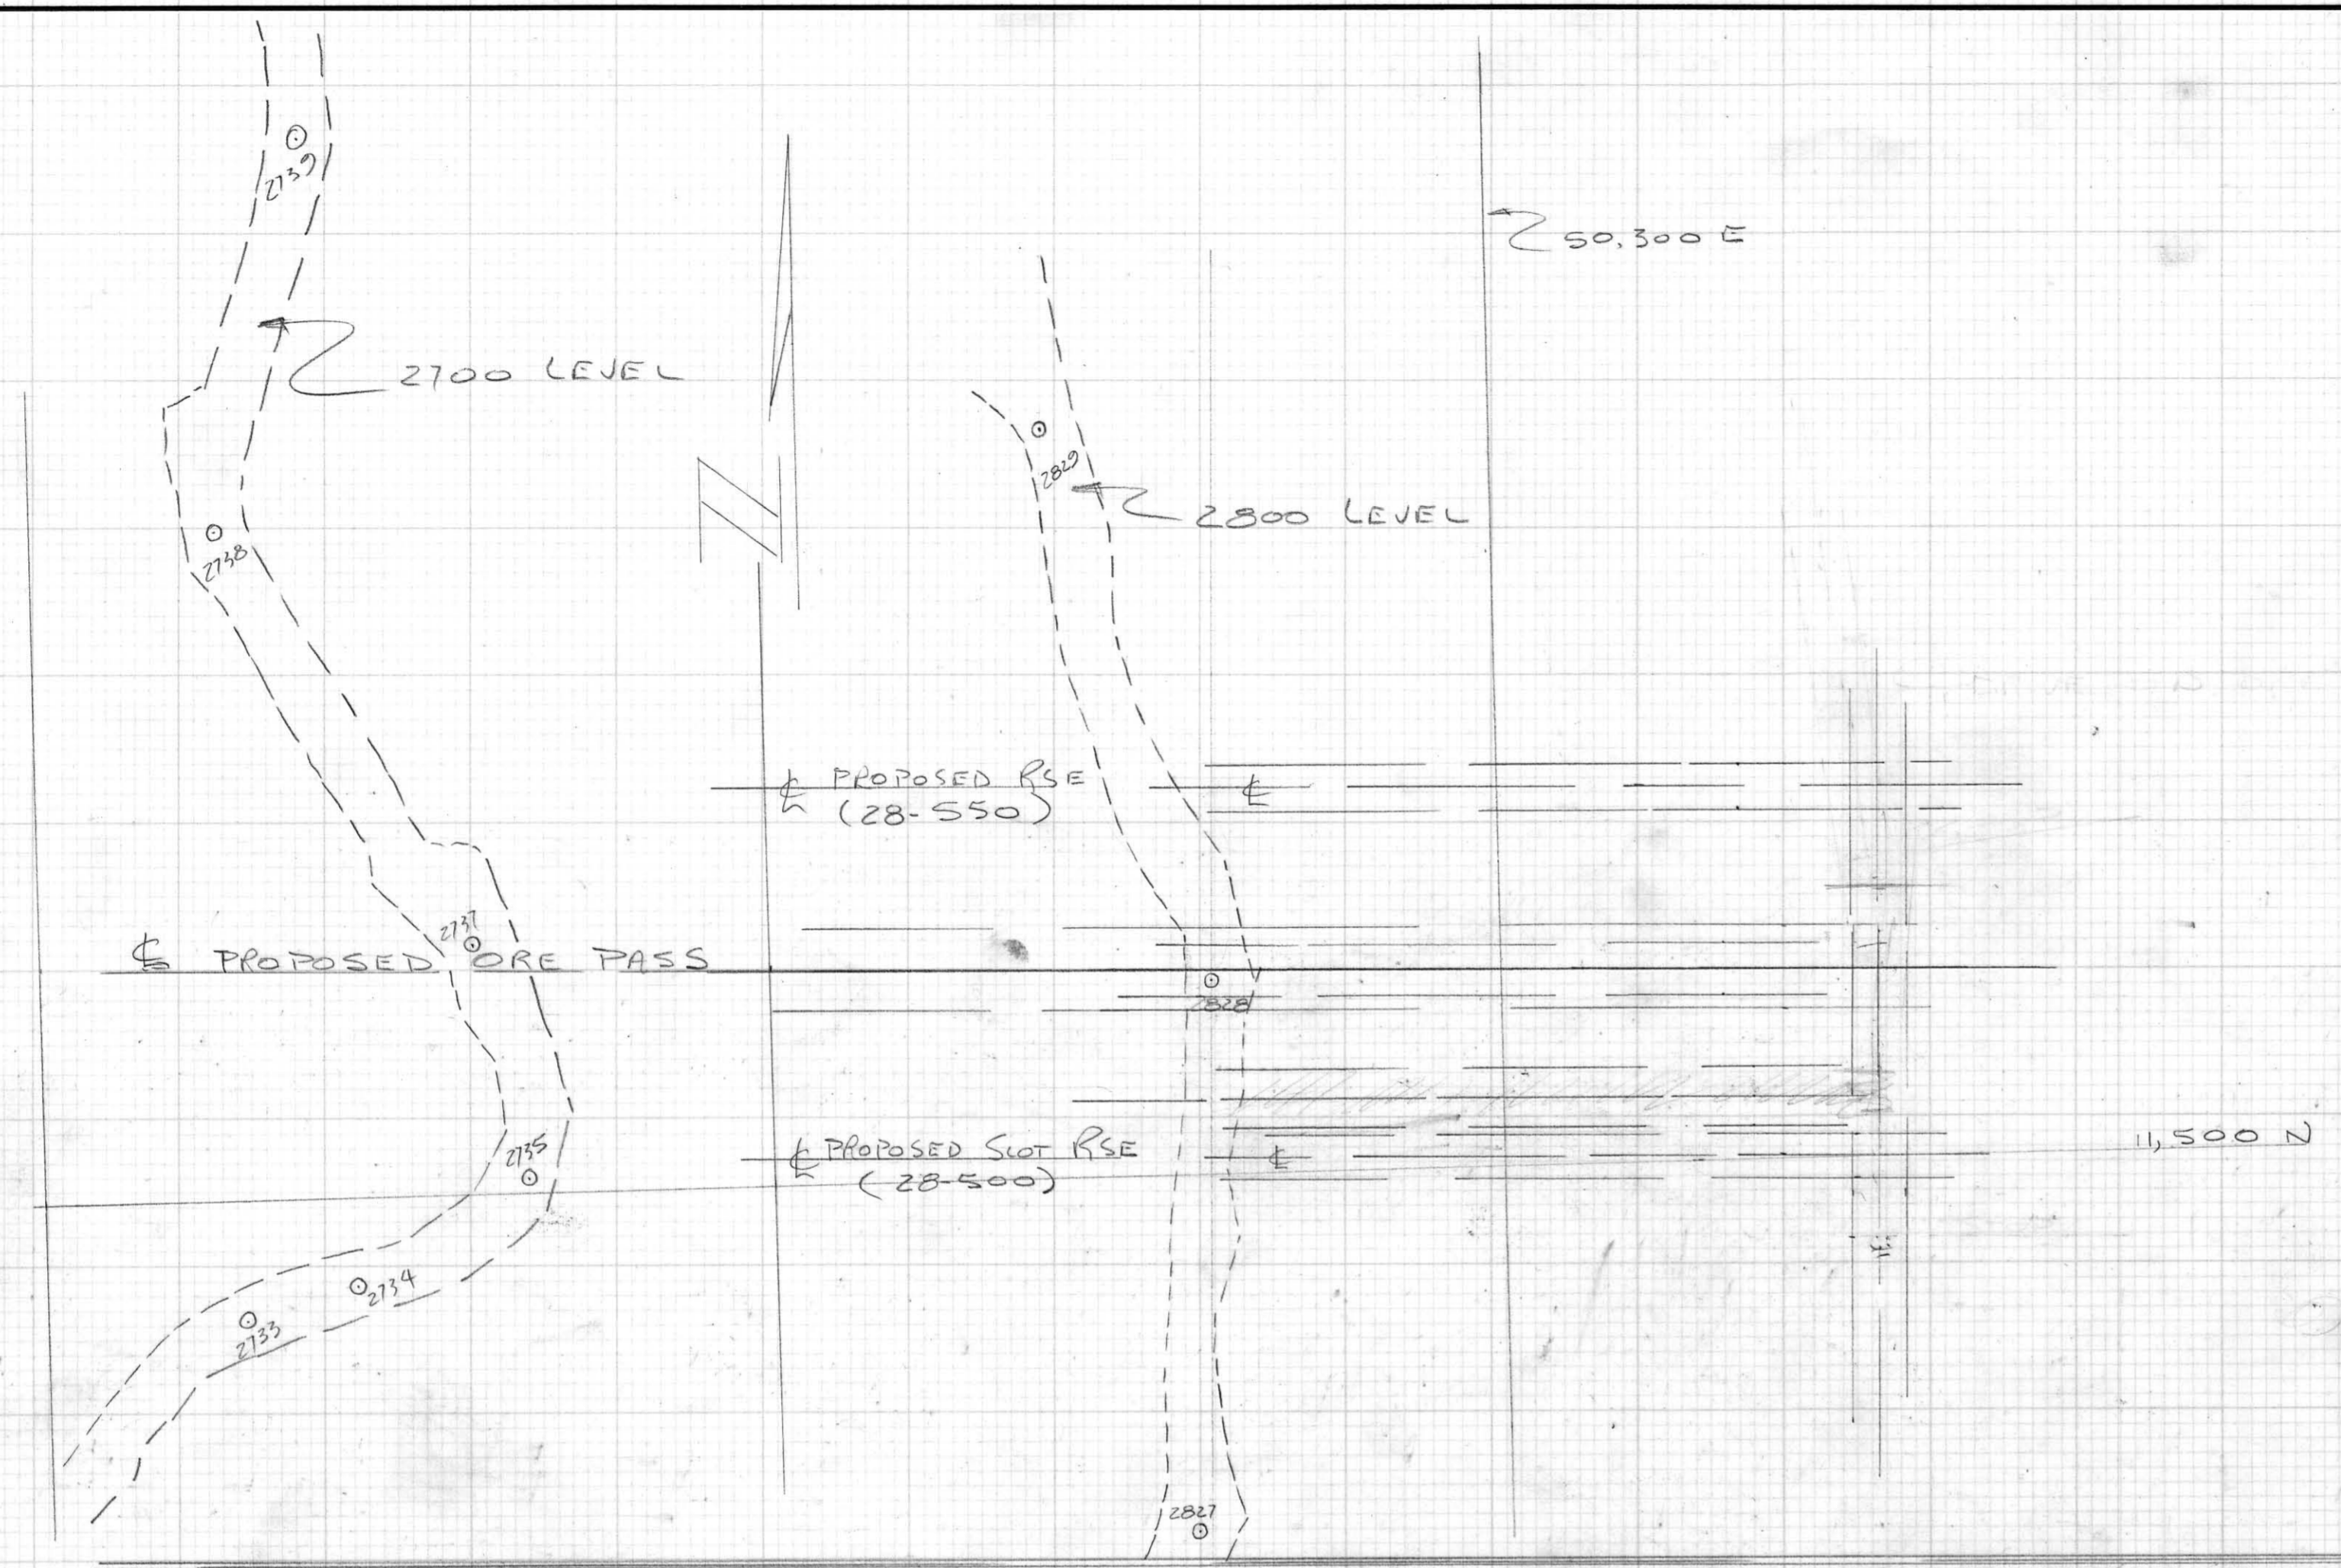 2739
50,300 E
2700 LEVEL
2829
2800 LEVEL
2738
℄ PROPOSED RSE
(28-550)
℄
2737
℄ PROPOSED ORE PASS
2828
11,500 N
2735
℄ PROPOSED SLOT RSE
(28-500)
℄
2734
2733
2827
N